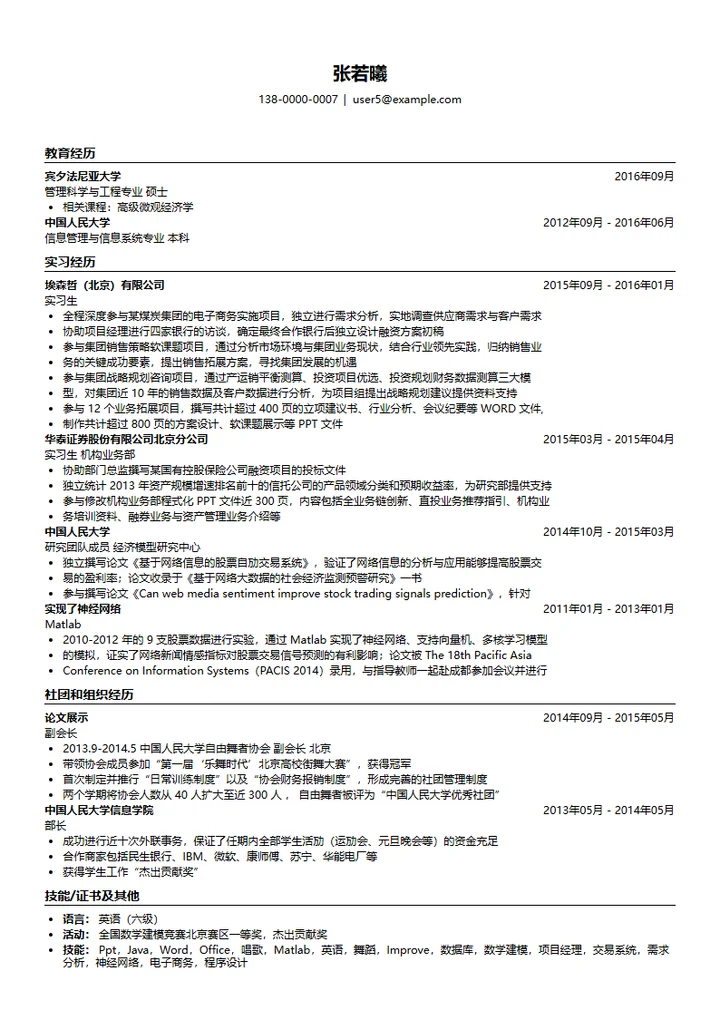 张若曦
138-0000-0007 | user5@example.com
教育经历
宾夕法尼亚大学 2016年09月
管理科学与工程专业 硕士
• 相关课程：高级微观经济学
中国人民大学 2012年09月 - 2016年06月
信息管理与信息系统专业 本科
实习经历
埃森哲（北京）有限公司 2015年09月 - 2016年01月
实习生
• 全程深度参与某煤炭集团的电子商务实施项目，独立进行需求分析，实地调查供应商需求与客户需求
• 协助项目经理进行四家银行的访谈，确定最终合作银行后独立设计融资方案初稿
• 参与集团销售策略软课题项目，通过分析市场环境与集团业务现状，结合行业领先实践，归纳销售业
• 务的关键成功要素，提出销售拓展方案，寻找集团发展的机遇
• 参与集团战略规划咨询项目，通过产运销平衡测算、投资项目优选、投资规划财务数据测算三大模
• 型，对集团近 10 年的销售数据及客户数据进行分析，为项目组提出战略规划建议提供资料支持
• 参与 12 个业务拓展项目，撰写共计超过 400 页的立项建议书、行业分析、会议纪要等 WORD 文件,
• 制作共计超过 800 页的方案设计、软课题展示等 PPT 文件
华泰证券股份有限公司北京分公司 2015年03月 - 2015年04月
实习生 机构业务部
• 协助部门总监撰写某国有控股保险公司融资项目的投标文件
• 独立统计 2013 年资产规模增速排名前十的信托公司的产品领域分类和预期收益率，为研究部提供支持
• 参与修改机构业务部程式化 PPT 文件近 300 页，内容包括全业务链创新、直投业务推荐指引、机构业
• 务培训资料、融券业务与资产管理业务介绍等
中国人民大学 2014年10月 - 2015年03月
研究团队成员 经济模型研究中心
• 独立撰写论文《基于网络信息的股票自劢交易系统》，验证了网络信息的分析与应用能够提高股票交
• 易的盈利率；论文收录于《基于网络大数据的社会经济监测预警研究》一书
• 参与撰写论文《Can web media sentiment improve stock trading signals prediction》，针对
实现了神经网络 2011年01月 - 2013年01月
Matlab
• 2010-2012 年的 9 支股票数据进行实验，通过 Matlab 实现了神经网络、支持向量机、多核学习模型
• 的模拟，证实了网络新闻情感指标对股票交易信号预测的有利影响；论文被 The 18th Pacific Asia
• Conference on Information Systems（PACIS 2014）录用，与指导教师一起赴成都参加会议并进行
社团和组织经历
论文展示 2014年09月 - 2015年05月
副会长
• 2013.9-2014.5 中国人民大学自由舞者协会 副会长 北京
• 带领协会成员参加“第一届‘乐舞时代’北京高校街舞大赛”，获得冠军
• 首次制定并推行“日常训练制度”以及“协会财务报销制度”，形成完善的社团管理制度
• 两个学期将协会人数从 40 人扩大至近 300 人 ，自由舞者被评为“中国人民大学优秀社团”
中国人民大学信息学院 2013年05月 - 2014年05月
部长
• 成功进行近十次外联事务，保证了任期内全部学生活劢（运劢会、元旦晚会等）的资金充足
• 合作商家包括民生银行、IBM、微软、康师傅、苏宁、华能电厂等
• 获得学生工作“杰出贡献奖”
技能/证书及其他
• 语言： 英语（六级）
• 活动： 全国数学建模竞赛北京赛区一等奖，杰出贡献奖
• 技能： Ppt，Java，Word，Office，唱歌，Matlab，英语，舞蹈，Improve，数据库，数学建模，项目经理，交易系统，需求
分析，神经网络，电子商务，程序设计